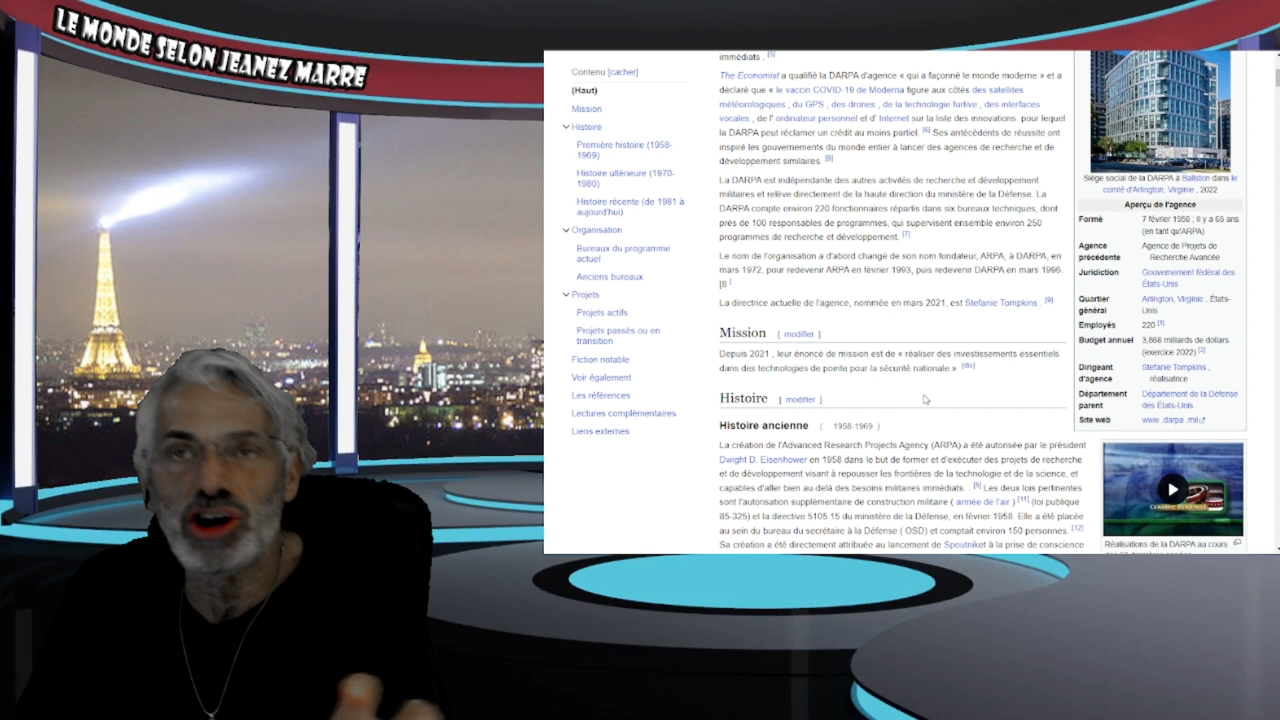 LE MONDE SELON JEANEZ MARRE
Contenu [cacher]
(Haut)
Mission
Histoire
Première histoire (1958-
1969)
Histoire ultérieure (1970-
1980)
Histoire récente (de 1981 à
aujourd'hui)
Organisation
Bureaux du programme
actuel
Anciens bureaux
Projets
Projets actifs
Projets passés ou en
transition
Fiction notable
Voir également
Les références
Lectures complémentaires
Liens externes
immédiats . [5]
The Economist a qualifié la DARPA d'agence « qui a façonné le monde moderne » et a
déclaré que « le vaccin COVID-19 de Moderna figure aux côtés des satellites
météorologiques , du GPS , des drones , de la technologie furtive , des interfaces
vocales , de l' ordinateur personnel et d' Internet sur la liste des innovations. pour lequel
la DARPA peut réclamer un crédit au moins partiel. [6] Ses antécédents de réussite ont
inspiré les gouvernements du monde entier à lancer des agences de recherche et de
développement similaires. [6]
La DARPA est indépendante des autres activités de recherche et développement
militaires et relève directement de la haute direction du ministère de la Défense. La
DARPA compte environ 220 fonctionnaires répartis dans six bureaux techniques, dont
près de 100 responsables de programmes, qui supervisent ensemble environ 250
programmes de recherche et développement. [7]
Le nom de l'organisation a d'abord changé de son nom fondateur, ARPA, à DARPA, en
mars 1972, pour redevenir ARPA en février 1993, puis redevenir DARPA en mars 1996.
[8 ]
La directrice actuelle de l'agence, nommée en mars 2021, est Stefanie Tompkins . [9]
Mission [ modifier ]
Depuis 2021 , leur énoncé de mission est de « réaliser des investissements essentiels
dans des technologies de pointe pour la sécurité nationale » . [dix]
Histoire [ modifier ]
Histoire ancienne ( 1958-1969 )
La création de l'Advanced Research Projects Agency (ARPA) a été autorisée par le président
Dwight D. Eisenhower en 1958 dans le but de former et d'exécuter des projets de recherche
et de développement visant à repousser les frontières de la technologie et de la science, et
capables d'aller bien au-delà des besoins militaires immédiats. [5] Les deux lois pertinentes
sont l'autorisation supplémentaire de construction militaire ( armée de l'air ) [11] (loi publique
85-325) et la directive 5105.15 du ministère de la Défense, en février 1958. Elle a été placée
au sein du bureau du secrétaire à la Défense ( OSD) et comptait environ 150 personnes. [12]
Sa création a été directement attribuée au lancement de Spoutniket à la prise de conscience
Siège social de la DARPA à Ballston dans le
comté d'Arlington, Virginie , 2022
Aperçu de l'agence
Formé 7 février 1958 ; Il y a 65 ans
(en tant qu'ARPA)
Agence précédente Agence de Projets de
Recherche Avancée
Juridiction Gouvernement fédéral des
États-Unis
Quartier général Arlington, Virginie , États-
Unis
Employés 220 [1]
Budget annuel 3,868 milliards de dollars
(exercice 2022) [2]
Dirigeant d'agence Stefanie Tompkins ,
réalisatrice
Département parent Département de la Défense
des États-Unis
Site web www .darpa .mil
CERAMIC BEARINGS
Réalisations de la DARPA au cours